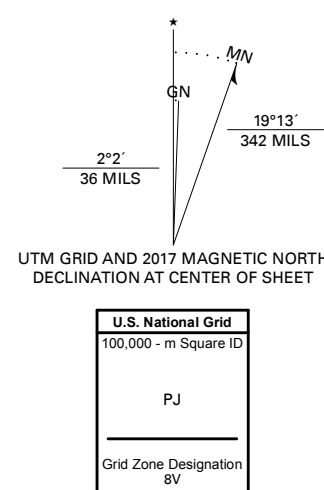 ★
MN
GN
19°13´
342 MILS
2°2´
36 MILS
UTM GRID AND 2017 MAGNETIC NORTH
DECLINATION AT CENTER OF SHEET
U.S. National Grid
100,000 - m Square ID
PJ
Grid Zone Designation
8V